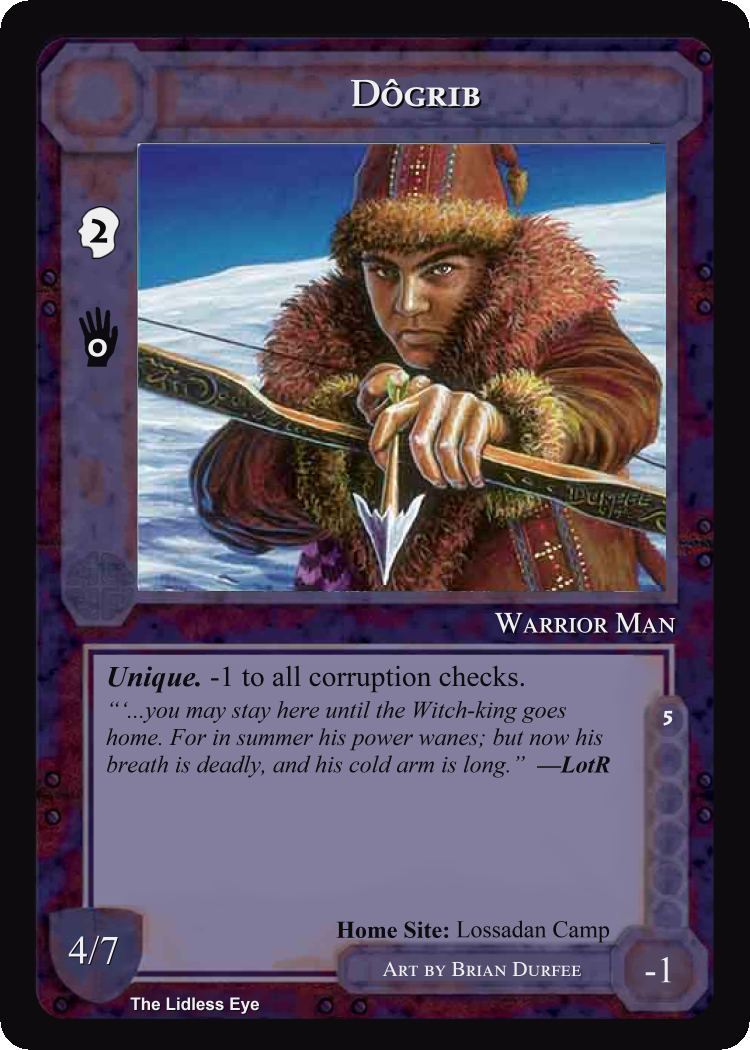 Dôgrib
2
0
Warrior Man
Unique. -1 to all corruption checks.
“‘...you may stay here until the Witch-king goes
home. For in summer his power wanes; but now his
breath is deadly, and his cold arm is long.” —LotR
5
Home Site: Lossadan Camp
4/7
Art by Brian Durfee
-1
The Lidless Eye